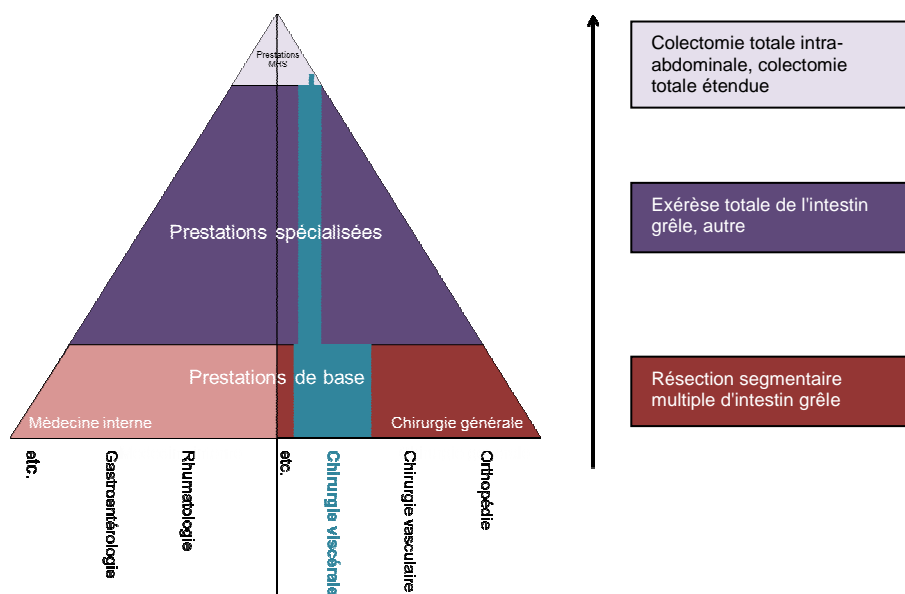 Prestations
MHS
Prestations spécialisées
Prestations de base
Médecine interne
Chirurgie générale
etc.
Gastroentérologie
Rhumatologie
etc.
Chirurgie viscérale
Chirurgie vasculaire
Orthopédie
Colectomie totale intra-
abdominale, colectomie
totale étendue
Exérèse totale de l'intestin
grêle, autre
Résection segmentaire
multiple d'intestin grêle